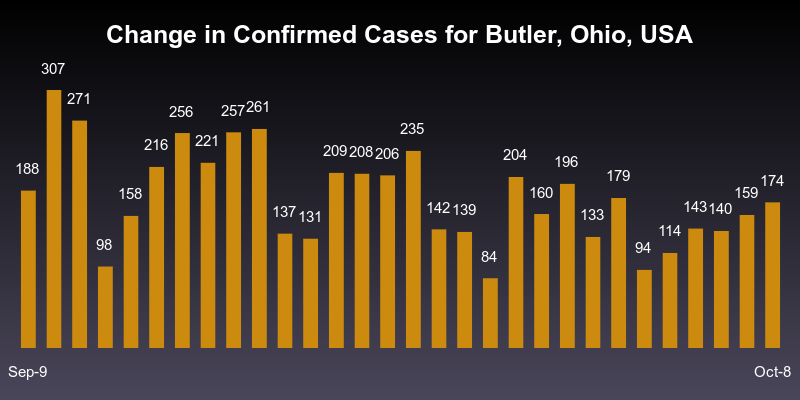 Change in Confirmed Cases for Butler, Ohio, USA
188 307 271 98 158 216 256 221 257 261 137 131 209 208 206 235 142 139 84 204 160 196 133 179 94 114 143 140 159 174
Sep-9 Oct-8